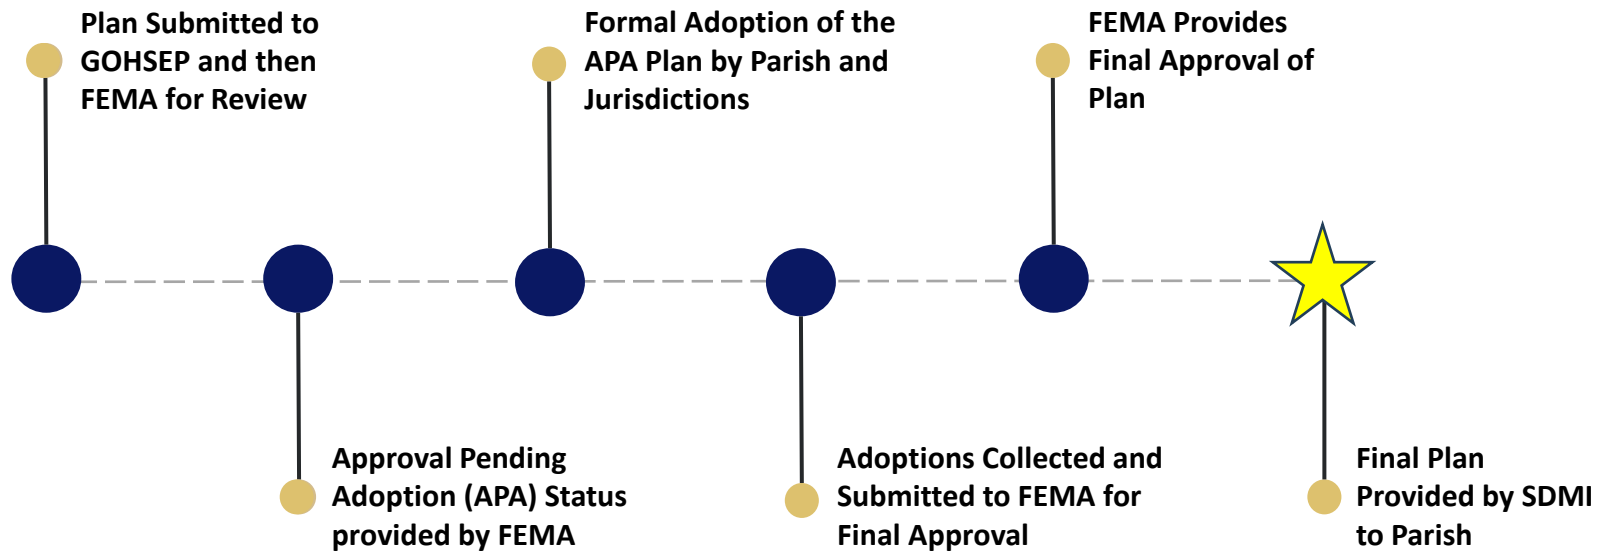 Plan Submitted to
GOHSEP and then
FEMA for Review
Approval Pending
Adoption (APA) Status
provided by FEMA
Formal Adoption of the
APA Plan by Parish and
Jurisdictions
Adoptions Collected and
Submitted to FEMA for
Final Approval
FEMA Provides
Final Approval of
Plan
Final Plan
Provided by SDMI
to Parish